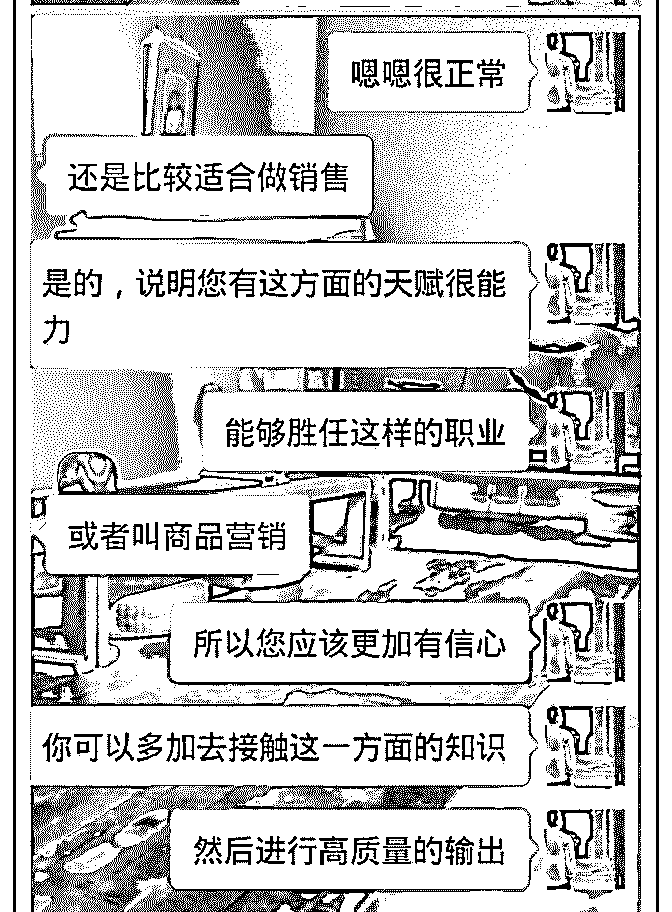 嗯嗯很正常
还是比较适合做销售
是的，说明您有这方面的天赋很能
力
能够胜任这样的职业
或者叫商品营销
所以您应该更加有信心
你可以多加去接触这一方面的知识
然后进行高质量的输出